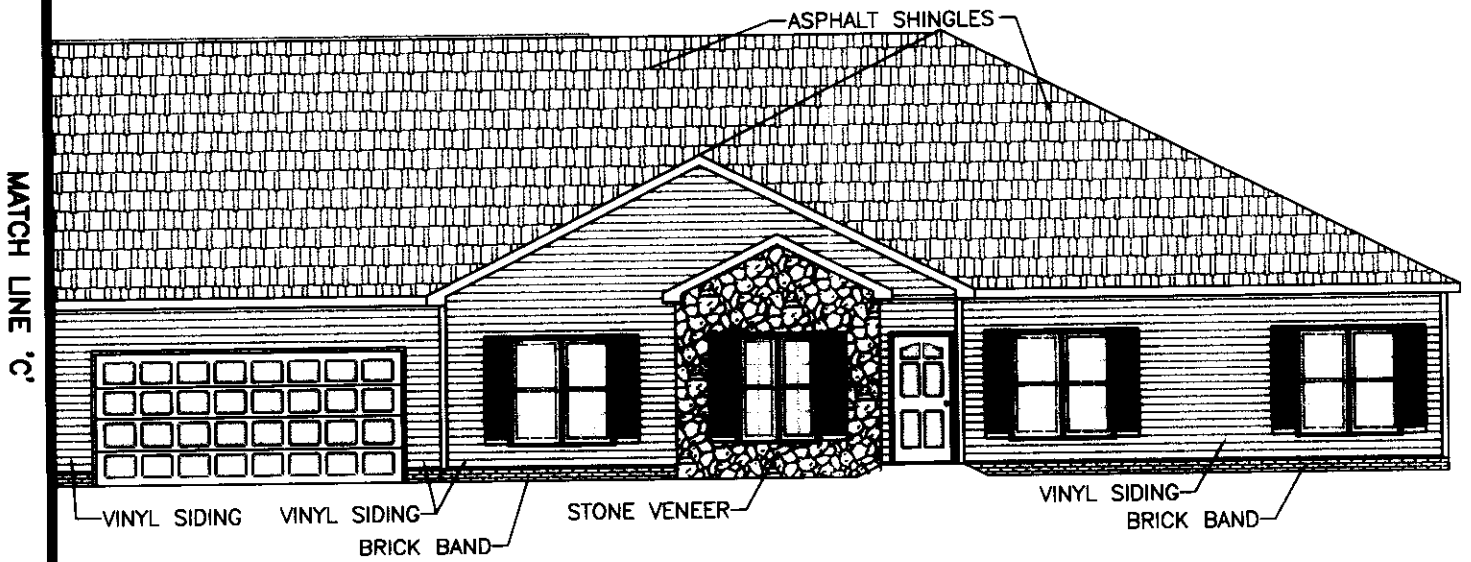 ASPHALT SHINGLES
MATCH LINE 'C'
VINYL SIDING
VINYL SIDING
STONE VENEER
VINYL SIDING
BRICK BAND
BRICK BAND